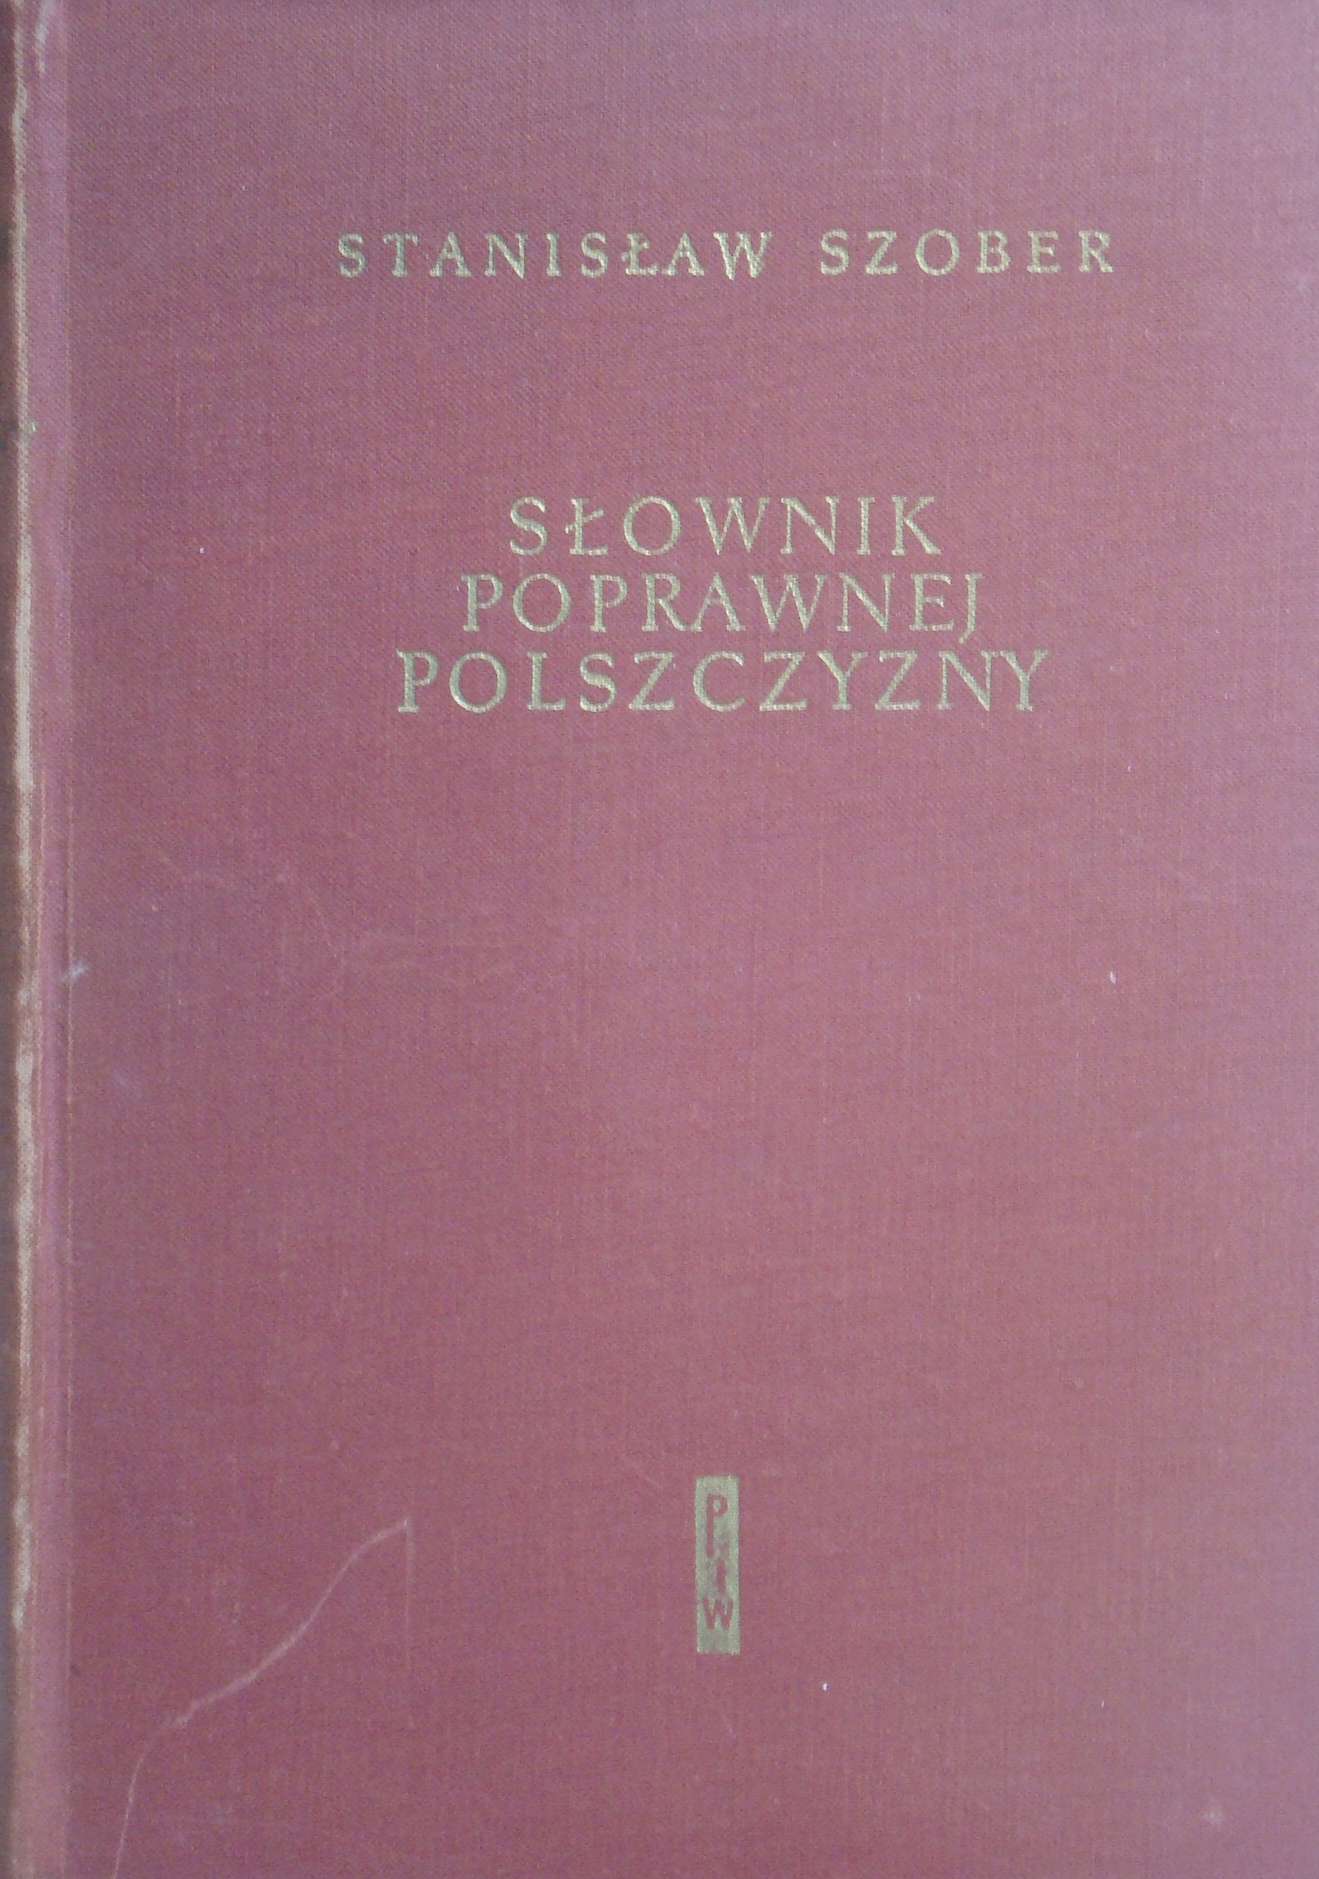 STANISŁAW SZOBER
SŁOWNIK
POPRAWNEJ
POLSZCZYZNY
PIW